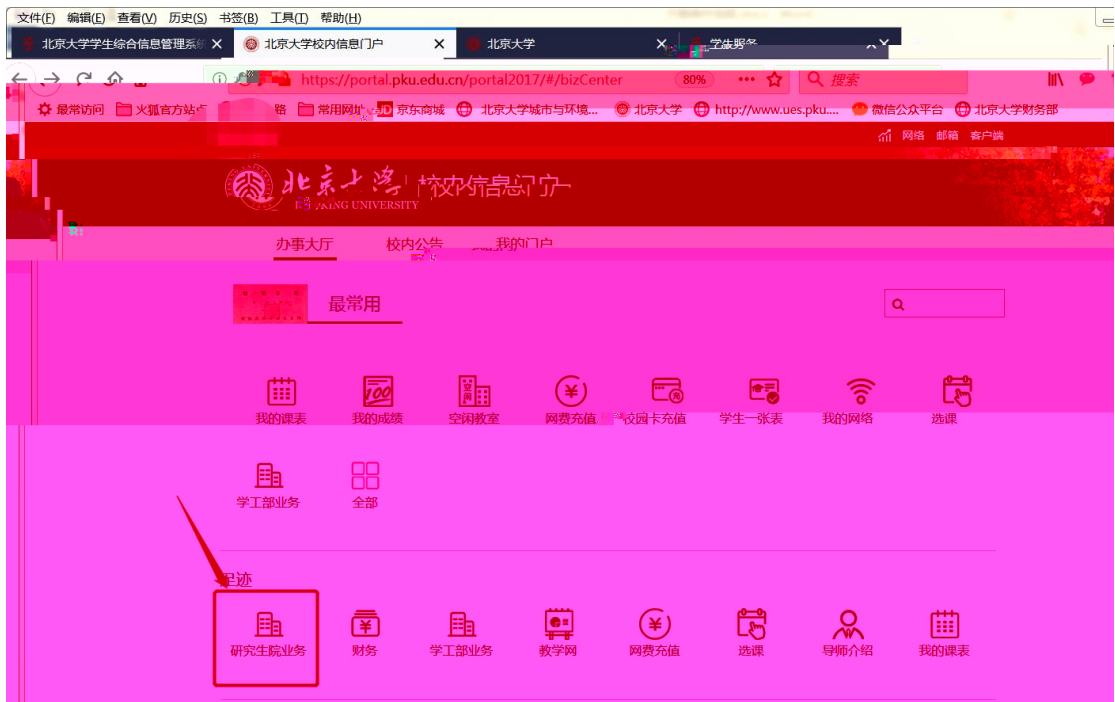 文件(F) 编辑(E) 查看(V) 历史(S) 书签(B) 工具(T) 帮助(H)
北京大学学生综合信息管理系统 北京大学校内信息门户 北京大学
https://portal.pku.edu.cn/portal2017/#/bizCenter 80% 搜索
最常访问 火狐官方站点 常用网址 京东商城 北京大学城市与环境... 北京大学 http://www.ues.pku.... 微信公众平台 北京大学财务部
网络 邮箱 客户端
北京大学 校内信息门户
UNIVERSITY
办事大厅 校内公告 我的门户
最常用
我的课表 我的成绩 空闲教室 网费充值 校园卡充值 学生一张表 我的网络 选课
学工部业务 全部
足迹
研究生院业务 财务 学工部业务 教学网 网费充值 选课 导师介绍 我的课表